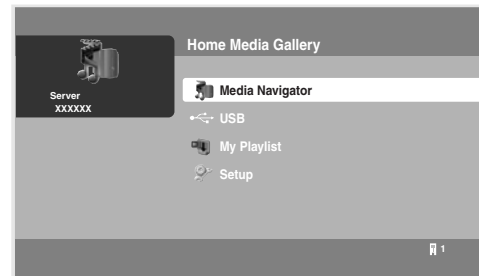 Home Media Gallery
Server
XXXXXX
Media Navigator
USB
My Playlist
Setup
1